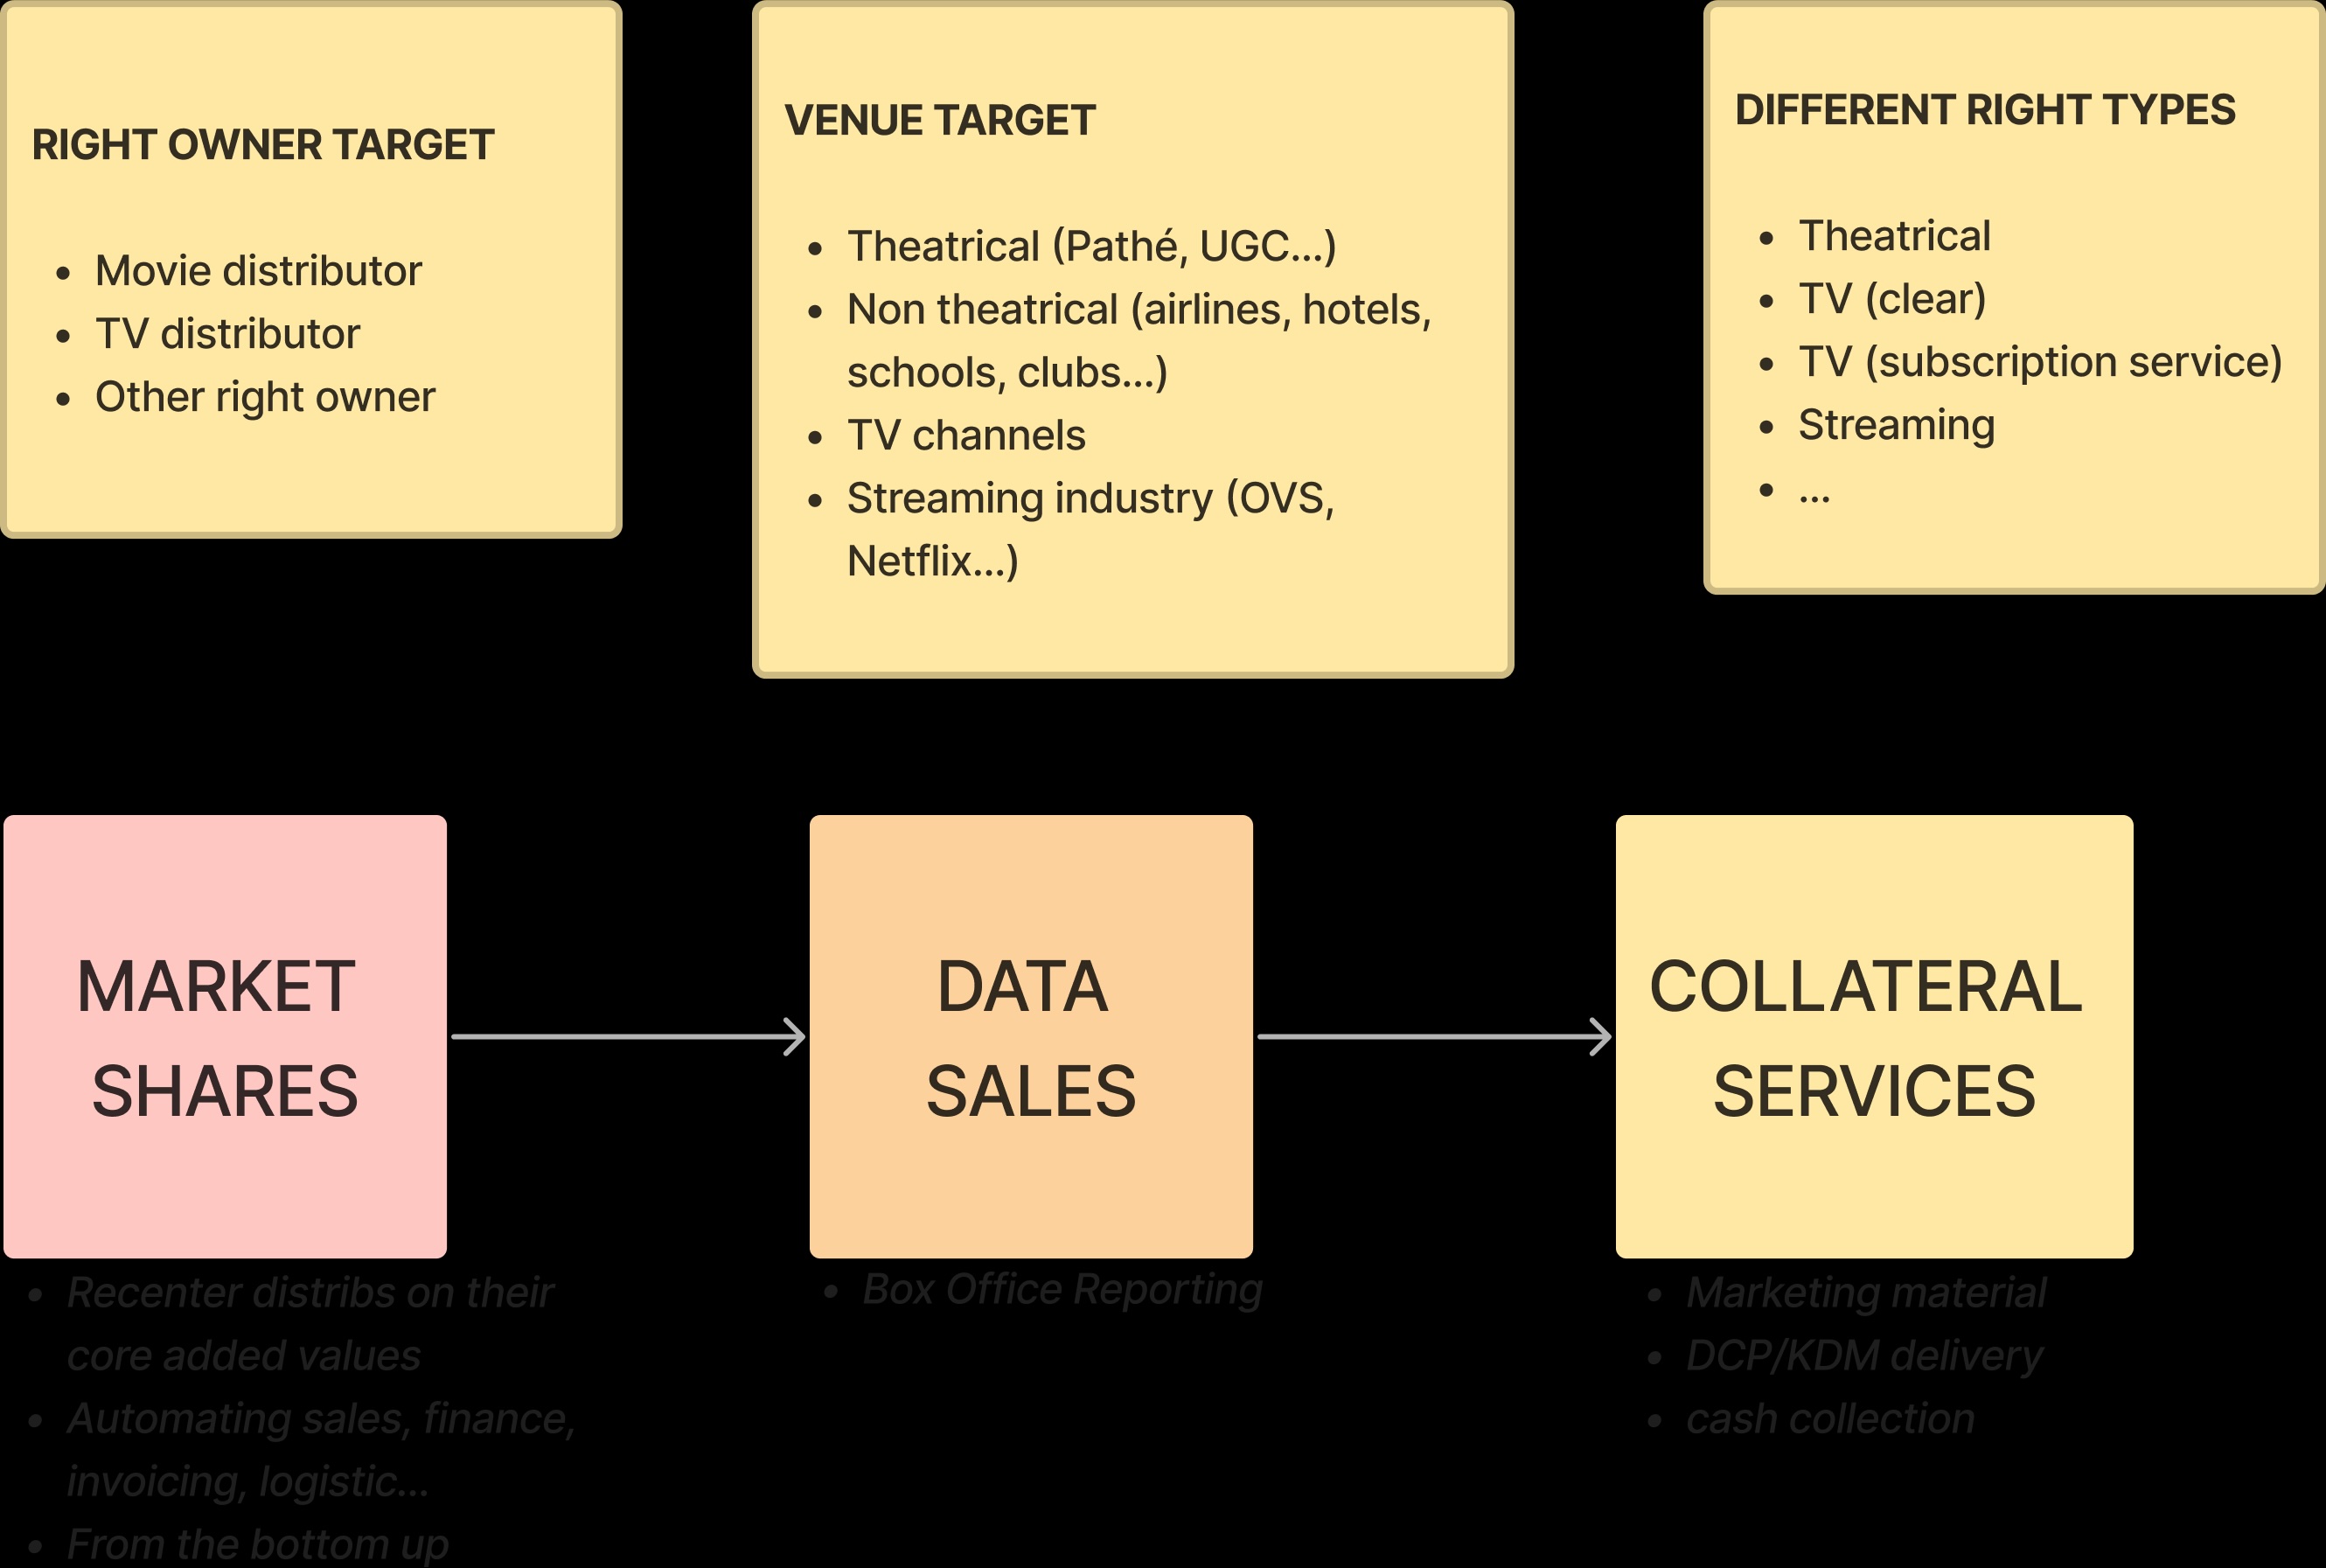 RIGHT OWNER TARGET
• Movie distributor
• TV distributor
• Other right owner
VENUE TARGET
• Theatrical (Pathé, UGC...)
• Non theatrical (airlines, hotels,
schools, clubs...)
• TV channels
• Streaming industry (OVS,
Netflix...)
DIFFERENT RIGHT TYPES
• Theatrical
• TV (clear)
• TV (subscription service)
• Streaming
• ...
MARKET
SHARES
• Recenter distribs on their
core added values
• Automating sales, finance,
invoicing, logistic...
• From the bottom up
DATA
SALES
• Box Office Reporting
COLLATERAL
SERVICES
• Marketing material
• DCP/KDM delivery
• cash collection